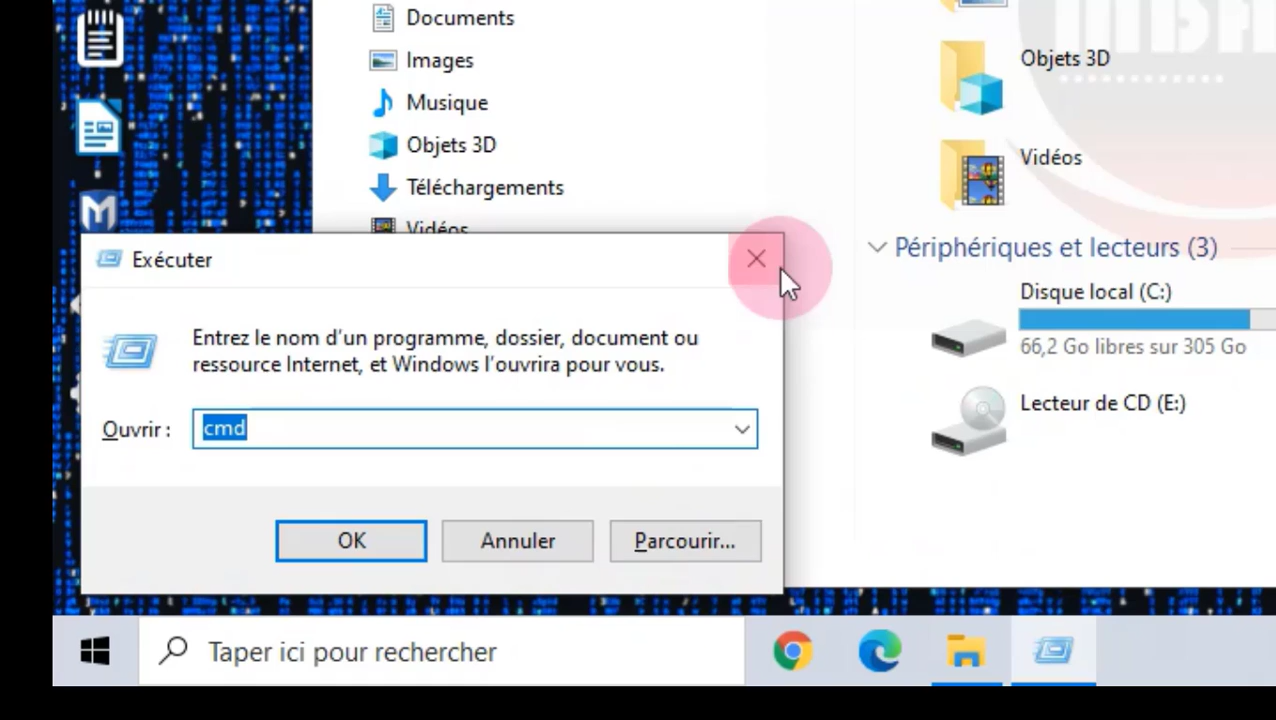 Documents
Images
Musique
Objets 3D
Téléchargements
Vidéos
Objets 3D
Vidéos
Périphériques et lecteurs (3)
Disque local (C:)
66,2 Go libres sur 305 Go
Lecteur de CD (E:)
Exécuter
Entrez le nom d'un programme, dossier, document ou
ressource Internet, et Windows l'ouvrira pour vous.
Ouvrir :
cmd
OK
Annuler
Parcourir...
Taper ici pour rechercher